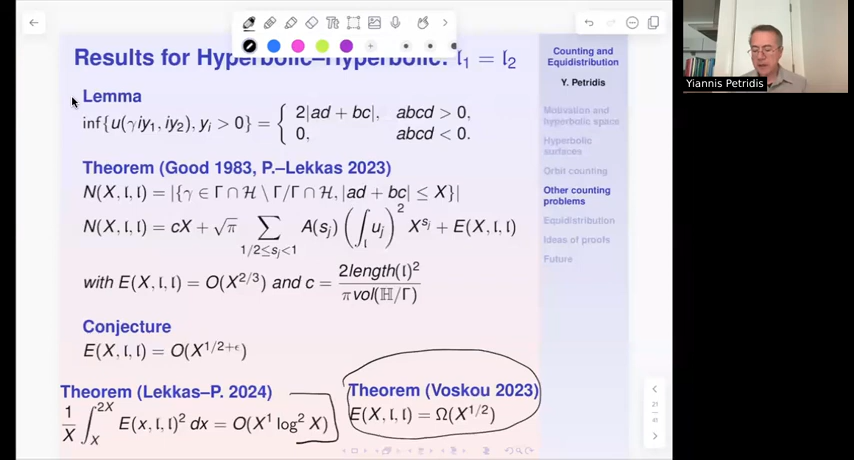 Results for Hyperbolic–Hyperbolic: 𝔩₁ = 𝔩₂
Lemma
inf{u(γiy₁, iy₂), yᵢ > 0} = { 2|ad + bc|, abcd > 0,
0, abcd < 0.
Theorem (Good 1983, P.–Lekkas 2023)
N(X, 𝔩, 𝔩) = |{γ ∈ Γ ∩ ℋ \ Γ/Γ ∩ ℋ, |ad + bc| ≤ X}|
N(X, 𝔩, 𝔩) = cX + √π ∑_{1/2≤sⱼ<1} A(sⱼ) (∫_𝔩 uⱼ)² X^{sⱼ} + E(X, 𝔩, 𝔩)
with E(X, 𝔩, 𝔩) = O(X^{2/3}) and c = 2length(𝔩)² / πvol(ℍ/Γ)
Conjecture
E(X, 𝔩, 𝔩) = O(X^{1/2+ϵ})
Theorem (Lekkas–P. 2024)
1/X ∫_X^{2X} E(x, 𝔩, 𝔩)² dx = O(X¹ log² X)
Theorem (Voskou 2023)
E(X, 𝔩, 𝔩) = Ω(X^{1/2})
Counting and
Equidistribution
Y. Petridis
Motivation and
hyperbolic space
Hyperbolic
surfaces
Orbit counting
Other counting
problems
Equidistribution
Ideas of proofs
Future
21
Yiannis Petridis